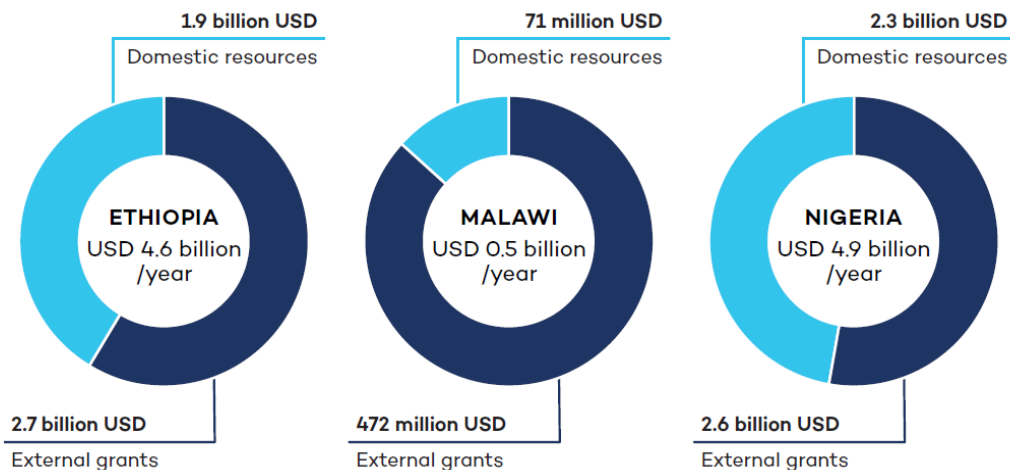 1.9 billion USD
Domestic resources
ETHIOPIA
USD 4.6 billion
/year
2.7 billion USD
External grants
71 million USD
Domestic resources
MALAWI
USD 0.5 billion
/year
472 million USD
External grants
2.3 billion USD
Domestic resources
NIGERIA
USD 4.9 billion
/year
2.6 billion USD
External grants